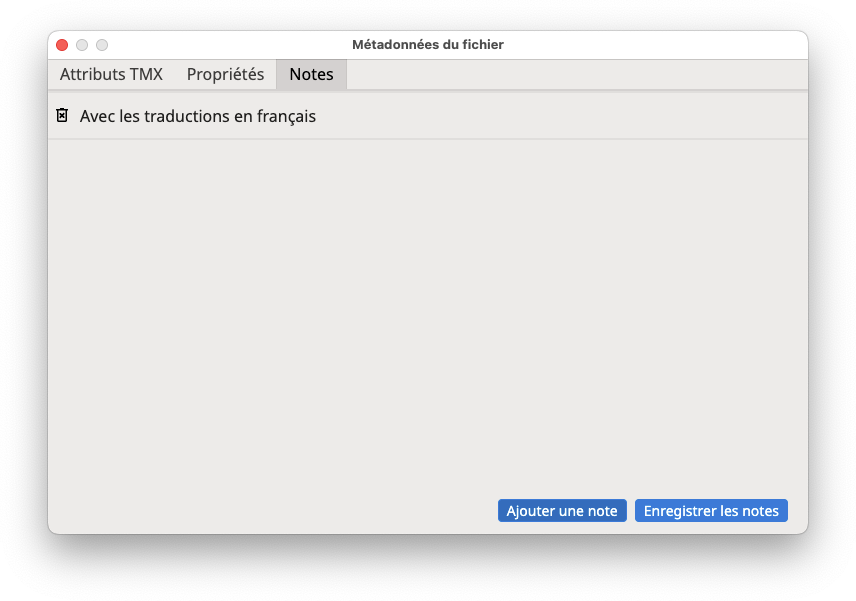 Métadonnées du fichier
Attributs TMX Propriétés Notes
Avec les traductions en français
Ajouter une note Enregistrer les notes